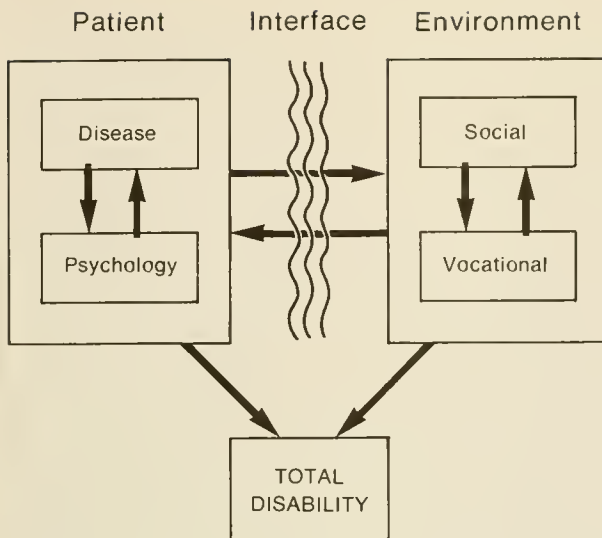 Patient Interface Environment
Disease
Social
Psychology
Vocational
TOTAL
DISABILITY